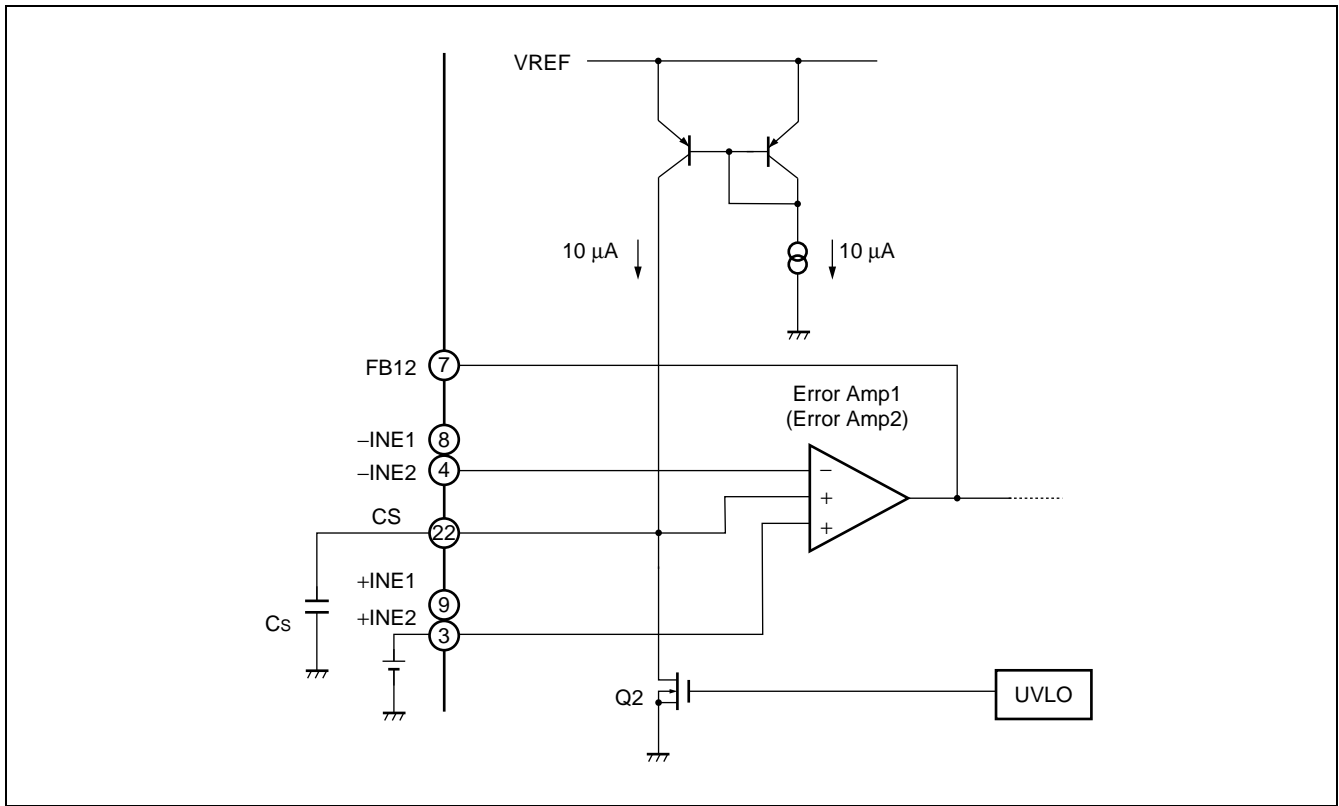 VREF
10 μA
10 μA
FB12
7
Error Amp1
(Error Amp2)
−INE1
8
−INE2
4
−
CS
22
+
+
+INE1
9
Cs
+INE2
3
Q2
UVLO